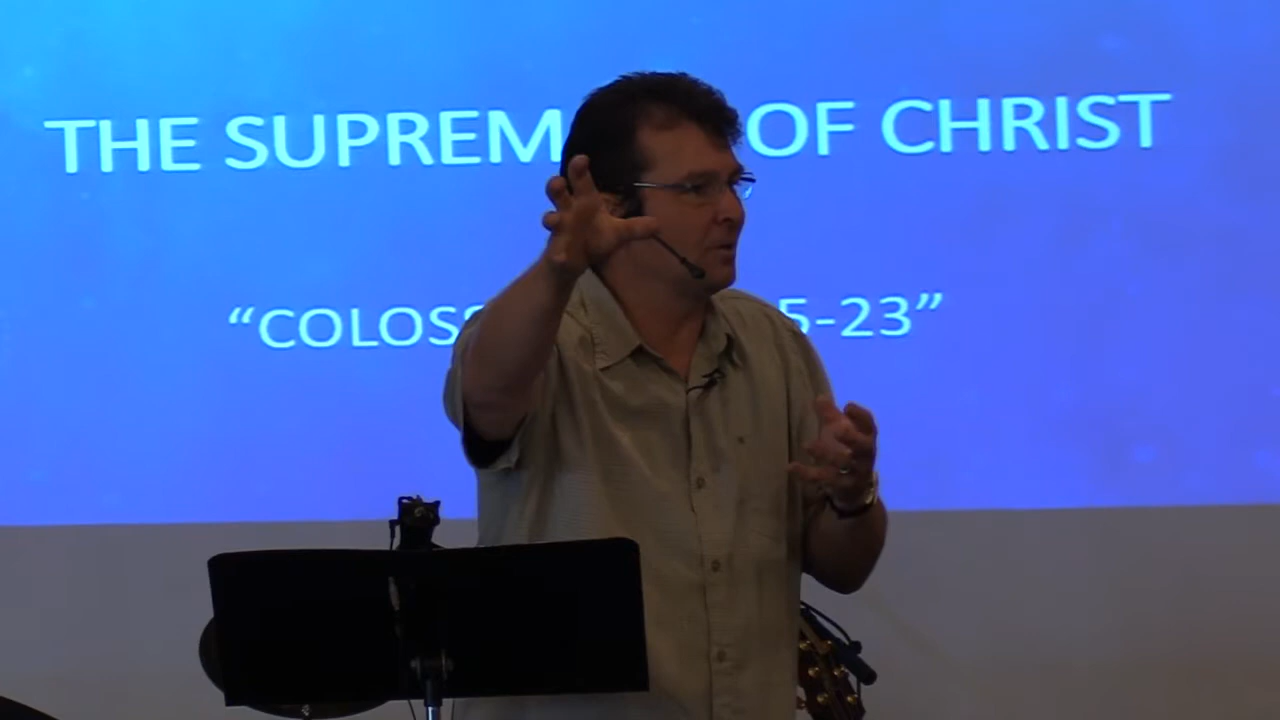 THE SUPREM OF CHRIST
“COLOSS 5-23”